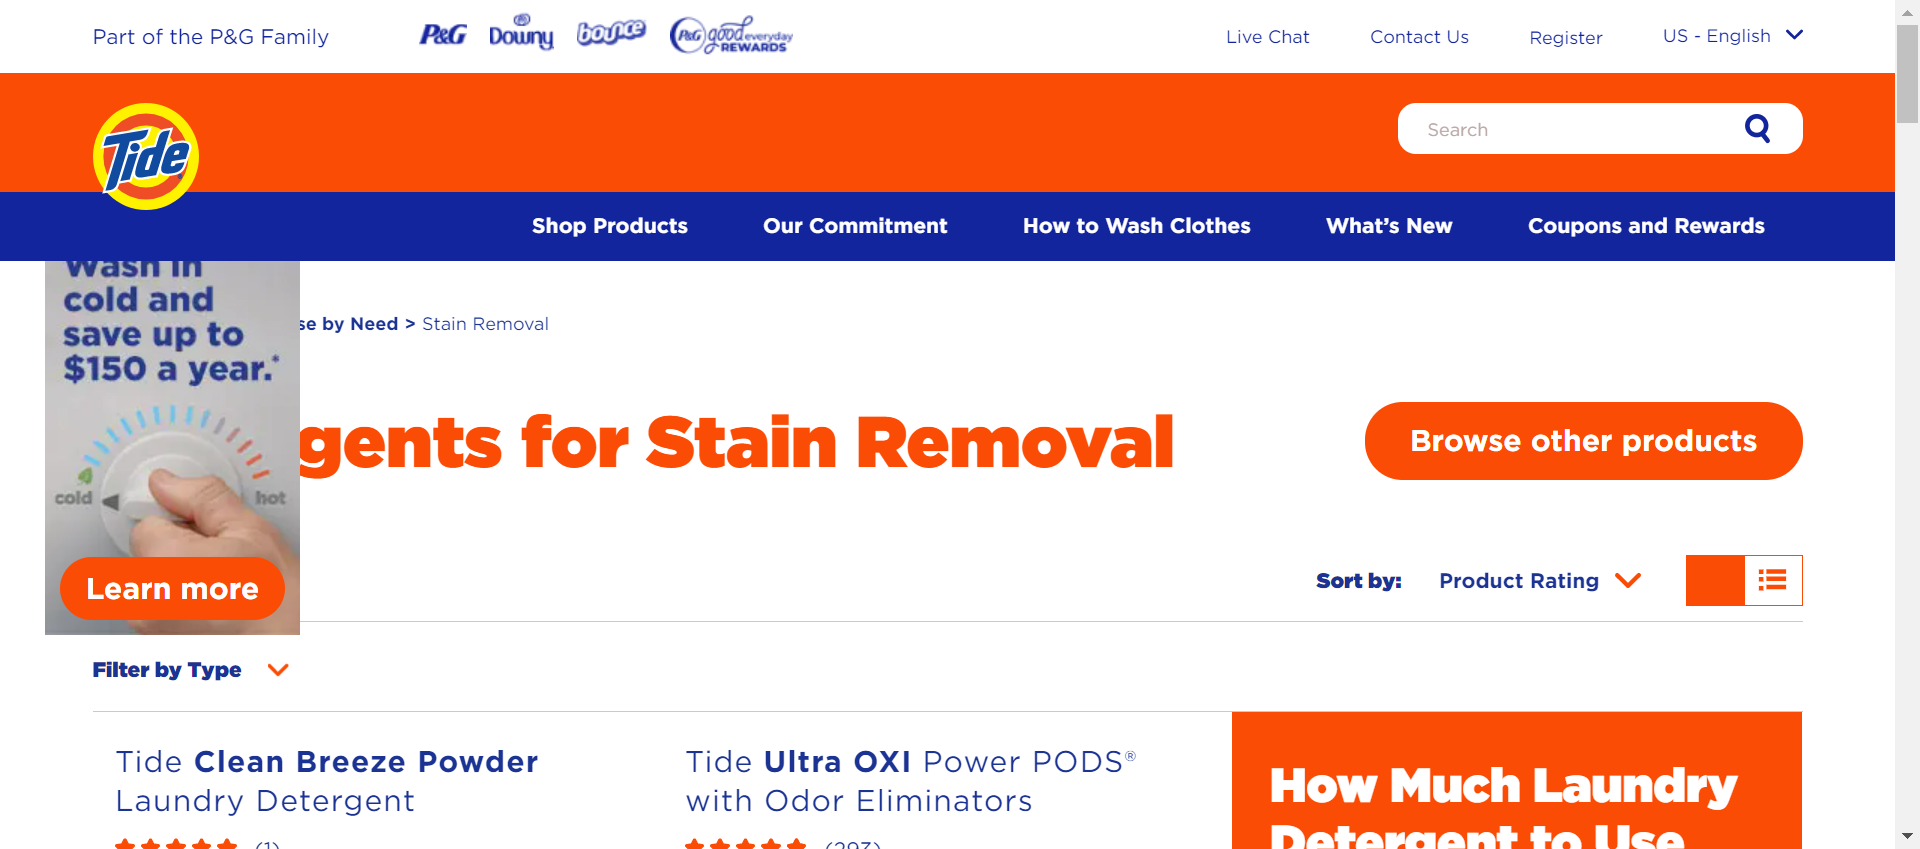 Part of the P&G Family
P&G
Downy
bounce
P&G good everyday
REWARDS
Live Chat
Contact Us
Register
US - English
Tide
Search
Shop Products
Our Commitment
How to Wash Clothes
What's New
Coupons and Rewards
Wash in
cold and
save up to
$150 a year.*
cold
hot
Learn more
se by Need > Stain Removal
gents for Stain Removal
Browse other products
Sort by:
Product Rating
Filter by Type
Tide Clean Breeze Powder
Laundry Detergent
(1)
Tide Ultra OXI Power PODS®
with Odor Eliminators
(293)
How Much Laundry
Detergent to Use